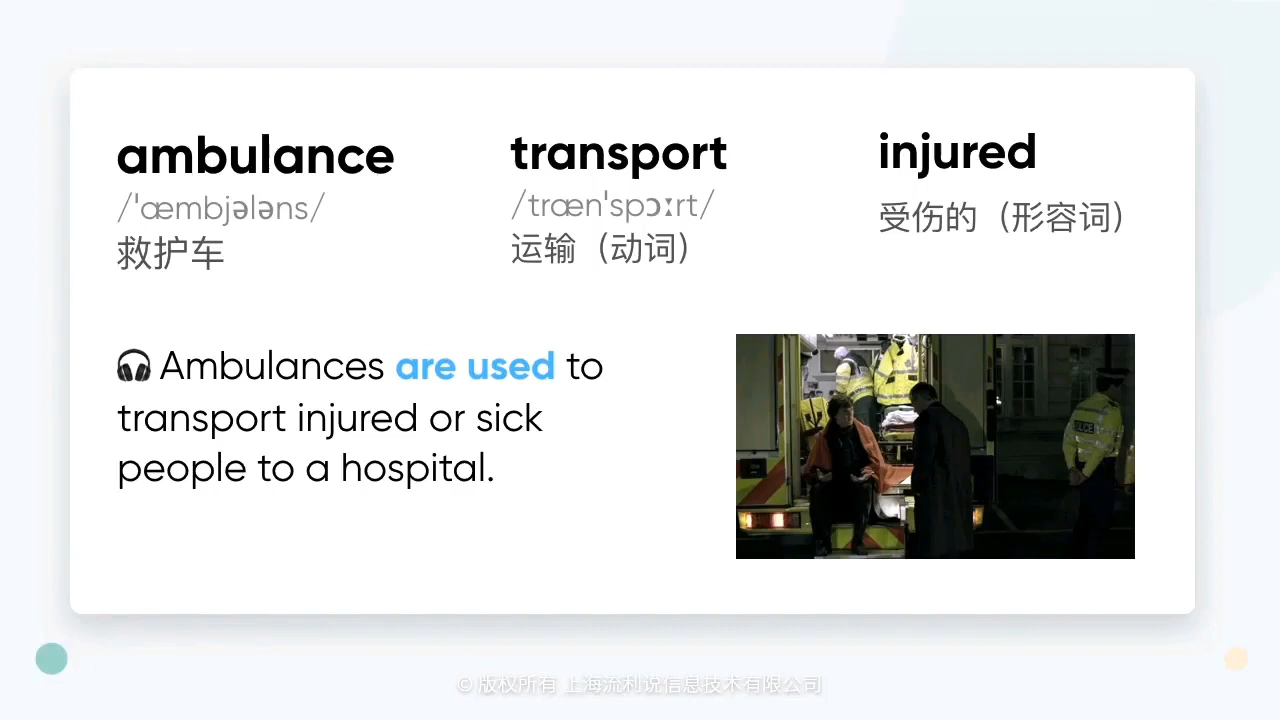 ambulance
/ˈæmbjələns/
救护车
transport
/trænˈspɔːrt/
运输（动词）
injured
受伤的（形容词）
Ambulances are used to
transport injured or sick
people to a hospital.
POLICE
© 版权所有 上海流利说信息技术有限公司